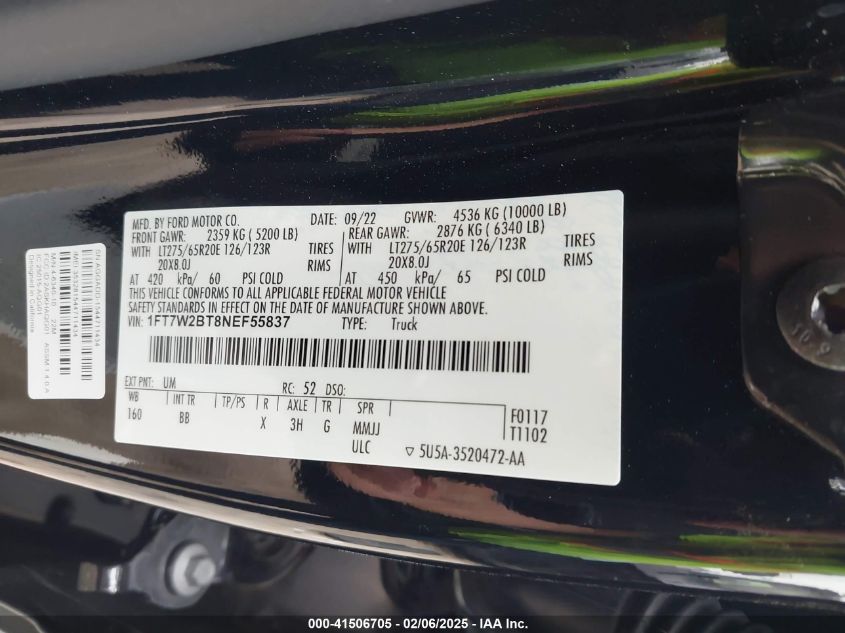 MFD. BY FORD MOTOR CO. DATE: 09/22 GVWR: 4536 KG (10000 LB)
FRONT GAWR: 2359 KG ( 5200 LB) REAR GAWR: 2876 KG ( 6340 LB)
WITH LT275/65R20E 126/123R TIRES WITH LT275/65R20E 126/123R TIRES
20X8.0J RIMS 20X8.0J RIMS
AT 420 kPa/ 60 PSI COLD AT 450 kPa/ 65 PSI COLD
THIS VEHICLE CONFORMS TO ALL APPLICABLE FEDERAL MOTOR VEHICLE
SAFETY STANDARDS IN EFFECT ON THE DATE OF MANUFACTURE SHOWN ABOVE.
VIN: 1FT7W2BT8NEF55837 TYPE: Truck
EXT PNT: UM RC: 52 DSO:
WB INT TR TP/PS R AXLE TR SPR
160 BB X 3H G MMJJ
ULC
F0117
T1102
▽ 5U5A-3520472-AA
Designed in California
000-41506705 - 02/06/2025 - IAA Inc.